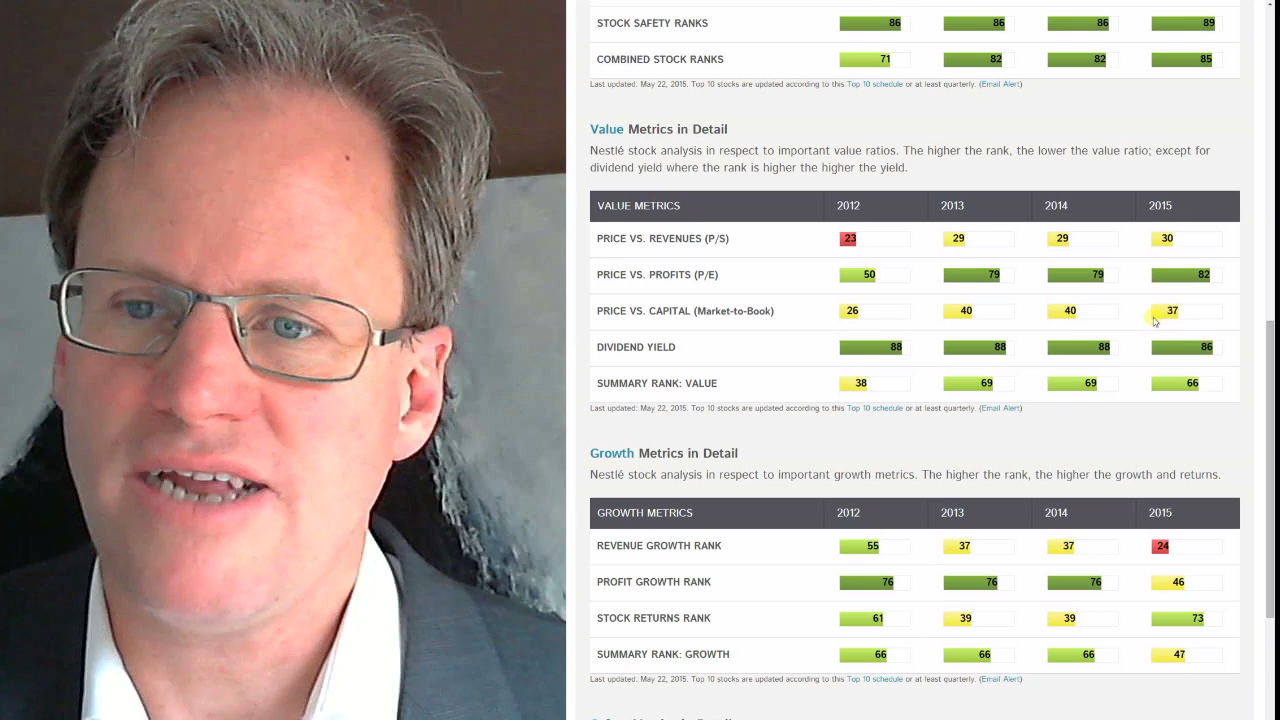 STOCK SAFETY RANKS 86 86 86 89
COMBINED STOCK RANKS 71 82 82 85
Last updated: May 22, 2015. Top 10 stocks are updated according to this Top 10 schedule or at least quarterly. (Email Alert)
Value Metrics in Detail
Nestlé stock analysis in respect to important value ratios. The higher the rank, the lower the value ratio; except for
dividend yield where the rank is higher the higher the yield.
VALUE METRICS 2012 2013 2014 2015
PRICE VS. REVENUES (P/S) 23 29 29 30
PRICE VS. PROFITS (P/E) 50 79 79 82
PRICE VS. CAPITAL (Market-to-Book) 26 40 40 37
DIVIDEND YIELD 88 88 88 86
SUMMARY RANK: VALUE 38 69 69 66
Last updated: May 22, 2015. Top 10 stocks are updated according to this Top 10 schedule or at least quarterly. (Email Alert)
Growth Metrics in Detail
Nestlé stock analysis in respect to important growth metrics. The higher the rank, the higher the growth and returns.
GROWTH METRICS 2012 2013 2014 2015
REVENUE GROWTH RANK 55 37 37 24
PROFIT GROWTH RANK 76 76 76 46
STOCK RETURNS RANK 61 39 39 73
SUMMARY RANK: GROWTH 66 66 66 47
Last updated: May 22, 2015. Top 10 stocks are updated according to this Top 10 schedule or at least quarterly. (Email Alert)